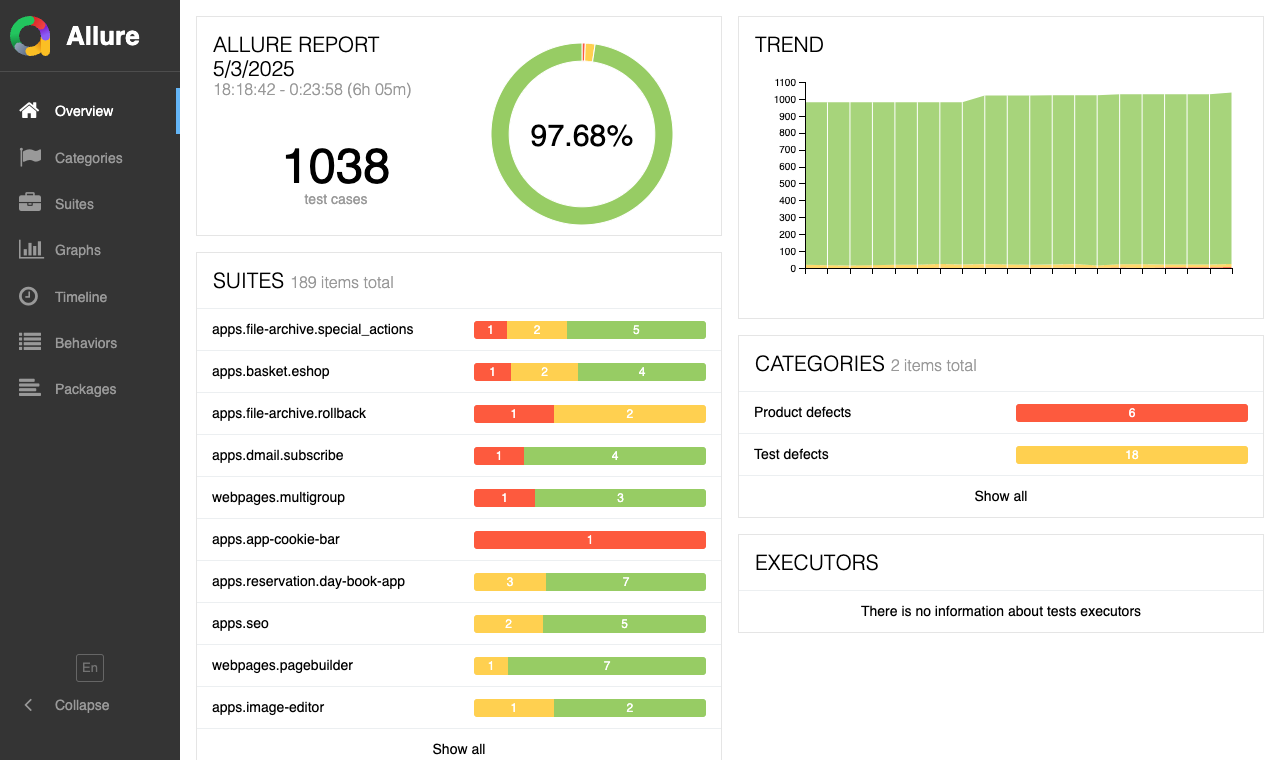 Allure
Overview
Categories
Suites
Graphs
Timeline
Behaviors
Packages
En
Collapse
ALLURE REPORT
5/3/2025
18:18:42 - 0:23:58 (6h 05m)
1038
test cases
97.68%
SUITES 189 items total
apps.file-archive.special_actions 1 2 5
apps.basket.eshop 1 2 4
apps.file-archive.rollback 1 2
apps.dmail.subscribe 1 4
webpages.multigroup 1 3
apps.app-cookie-bar 1
apps.reservation.day-book-app 3 7
apps.seo 2 5
webpages.pagebuilder 1 7
apps.image-editor 1 2
Show all
TREND
1100
1000
900
800
700
600
500
400
300
200
100
0
CATEGORIES 2 items total
Product defects 6
Test defects 18
Show all
EXECUTORS
There is no information about tests executors